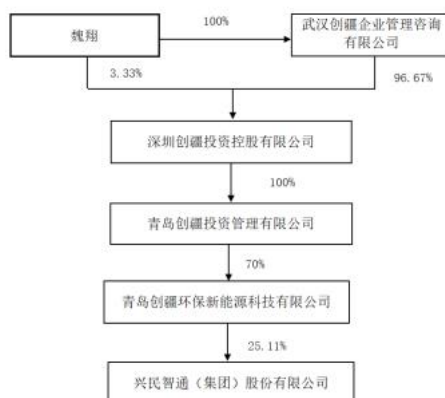 魏翔
100%
武汉创疆企业管理咨询
有限公司
3.33%
96.67%
深圳创疆投资控股有限公司
100%
青岛创疆投资管理有限公司
70%
青岛创疆环保新能源科技有限公司
25.11%
兴民智通（集团）股份有限公司